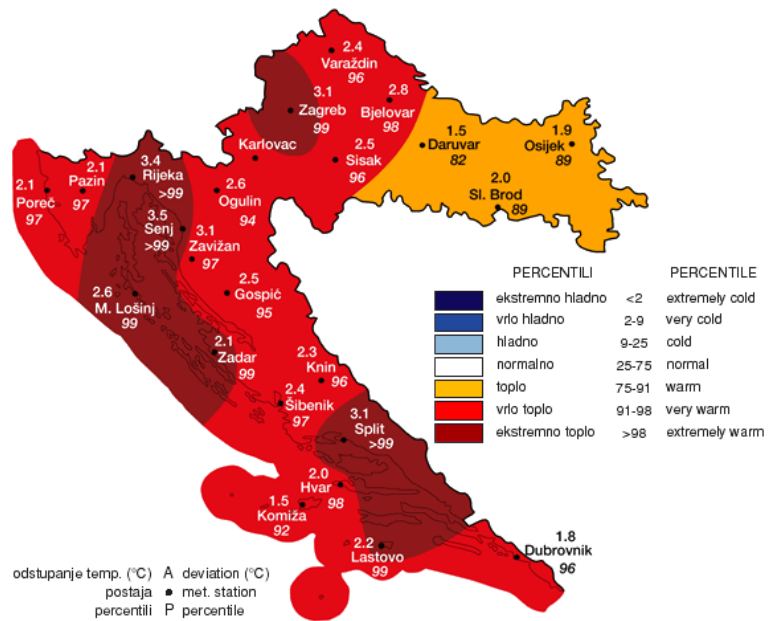 2.4
Varaždin
96
3.1
Zagreb
99
2.8
Bjelovar
98
Karlovac
2.5
Sisak
96
1.5
Daruvar
82
1.9
Osijek
89
2.0
Sl. Brod
89
2.1
Poreč
97
2.1
Pazin
97
3.4
Rijeka
>99
2.6
Ogulin
94
3.5
Senj
>99
3.1
Zavižan
97
2.6
M. Lošinj
99
2.5
Gospić
95
2.1
Zadar
99
2.3
Knin
96
2.4
Šibenik
97
3.1
Split
>99
2.0
Hvar
98
1.5
Komiža
92
2.2
Lastovo
99
1.8
Dubrovnik
96
PERCENTILI PERCENTILE
ekstremno hladno <2 extremely cold
vrlo hladno 2-9 very cold
hladno 9-25 cold
normalno 25-75 normal
toplo 75-91 warm
vrlo toplo 91-98 very warm
ekstremno toplo >98 extremely warm
odstupanje temp. (°C) A deviation (°C)
postaja met. station
percentili P percentile